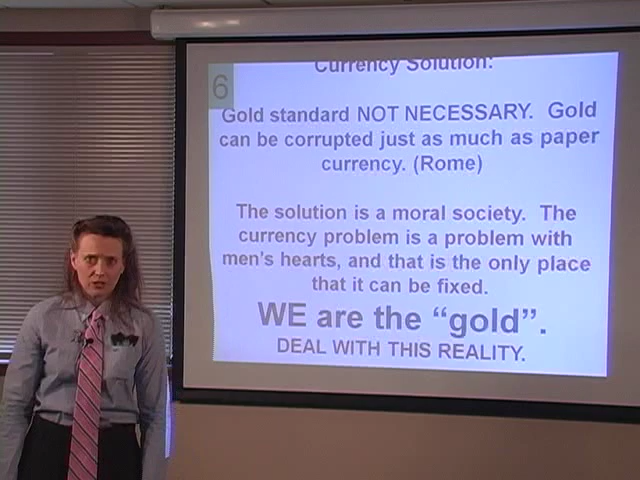 Currency Solution:
6
Gold standard NOT NECESSARY. Gold
can be corrupted just as much as paper
currency. (Rome)
The solution is a moral society. The
currency problem is a problem with
men's hearts, and that is the only place
that it can be fixed.
WE are the “gold”.
DEAL WITH THIS REALITY.